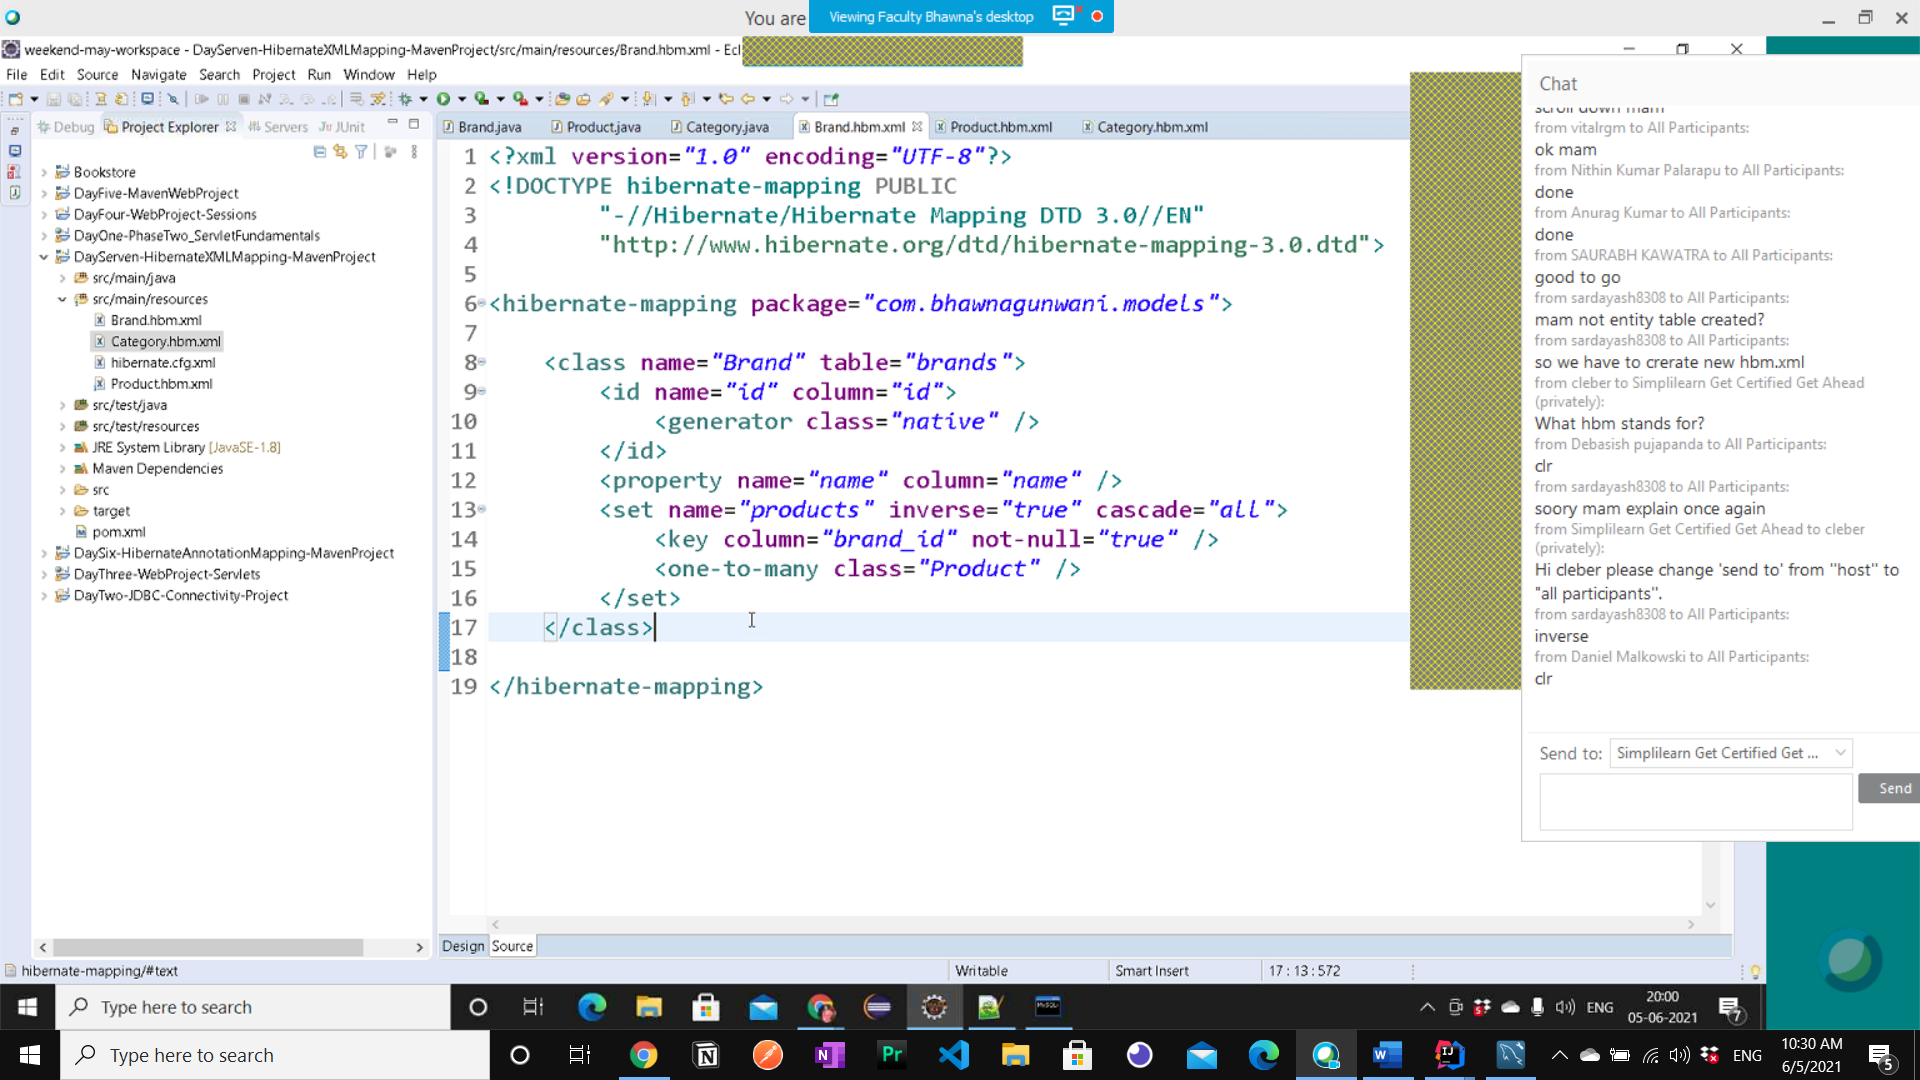 You are
Viewing Faculty Bhawna's desktop
weekend-may-workspace - DayServen-HibernateXMLMapping-MavenProject/src/main/resources/Brand.hbm.xml - Ecl
File Edit Source Navigate Search Project Run Window Help
Debug Project Explorer Servers JUnit
Brand.java Product.java Category.java Brand.hbm.xml Product.hbm.xml Category.hbm.xml
Bookstore
DayFive-MavenWebProject
DayFour-WebProject-Sessions
DayOne-PhaseTwo_ServletFundamentals
DayServen-HibernateXMLMapping-MavenProject
src/main/java
src/main/resources
Brand.hbm.xml
Category.hbm.xml
hibernate.cfg.xml
Product.hbm.xml
src/test/java
src/test/resources
JRE System Library [JavaSE-1.8]
Maven Dependencies
src
target
pom.xml
DaySix-HibernateAnnotationMapping-MavenProject
DayThree-WebProject-Servlets
DayTwo-JDBC-Connectivity-Project
1 <?xml version="1.0" encoding="UTF-8"?>
2 <!DOCTYPE hibernate-mapping PUBLIC
3 "-//Hibernate/Hibernate Mapping DTD 3.0//EN"
4 "http://www.hibernate.org/dtd/hibernate-mapping-3.0.dtd">
5
6 <hibernate-mapping package="com.bhawnagunwani.models">
7
8 <class name="Brand" table="brands">
9 <id name="id" column="id">
10 <generator class="native" />
11 </id>
12 <property name="name" column="name" />
13 <set name="products" inverse="true" cascade="all">
14 <key column="brand_id" not-null="true" />
15 <one-to-many class="Product" />
16 </set>
17 </class>
18
19 </hibernate-mapping>
Design Source
hibernate-mapping/#text
Writable
Smart Insert
17 : 13 : 572
Chat
scroll down mam
from vitalrgm to All Participants:
ok mam
from Nithin Kumar Palarapu to All Participants:
done
from Anurag Kumar to All Participants:
done
from SAURABH KAWATRA to All Participants:
good to go
from sardayash8308 to All Participants:
mam not entity table created?
from sardayash8308 to All Participants:
so we have to crerate new hbm.xml
from cleber to Simplilearn Get Certified Get Ahead
(privately):
What hbm stands for?
from Debasish pujapanda to All Participants:
clr
from sardayash8308 to All Participants:
soory mam explain once again
from Simplilearn Get Certified Get Ahead to cleber
(privately):
Hi cleber please change 'send to' from "host" to
"all participants".
from sardayash8308 to All Participants:
inverse
from Daniel Malkowski to All Participants:
clr
Send to: Simplilearn Get Certified Get ...
Send
Type here to search
ENG
20:00
05-06-2021
7
Type here to search
ENG
10:30 AM
6/5/2021
5